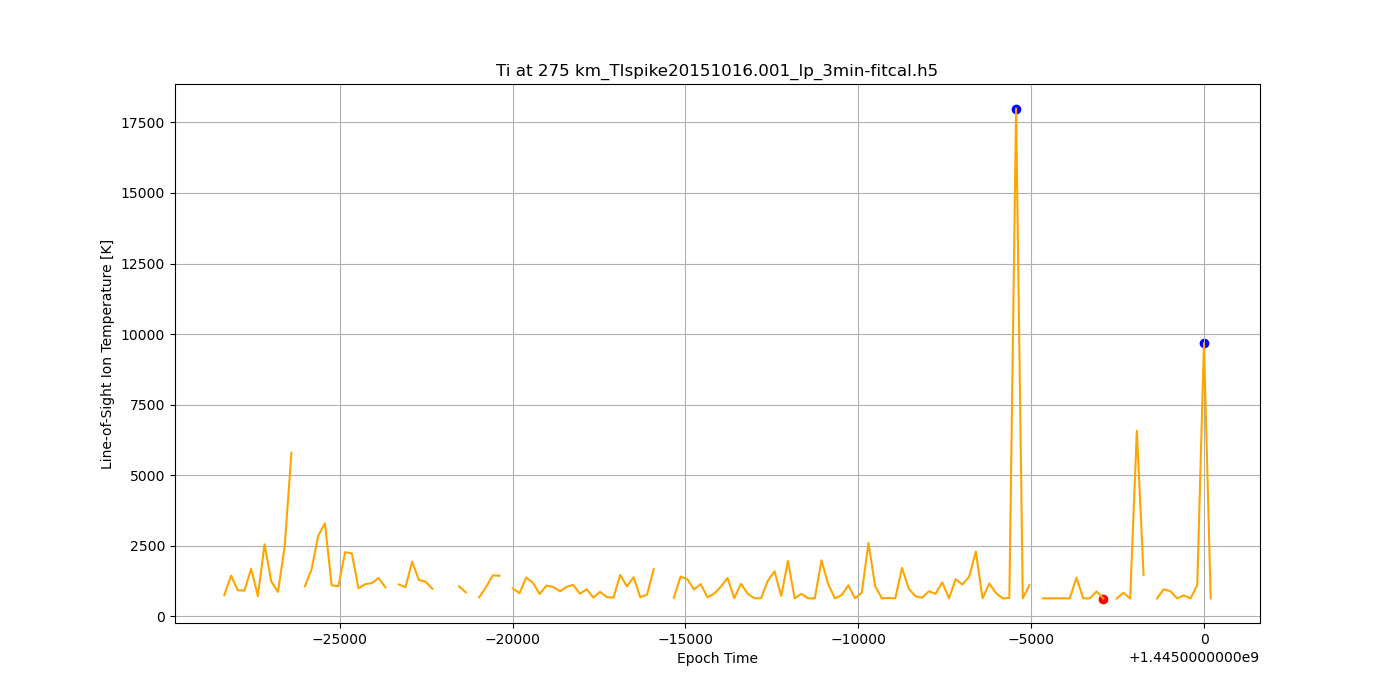 Ti at 275 km_TIspike20151016.001_lp_3min-fitcal.h5
Line-of-Sight Ion Temperature [K]
17500
15000
12500
10000
7500
5000
2500
0
−25000 −20000 −15000 −10000 −5000 0
Epoch Time
+1.4450000000e9